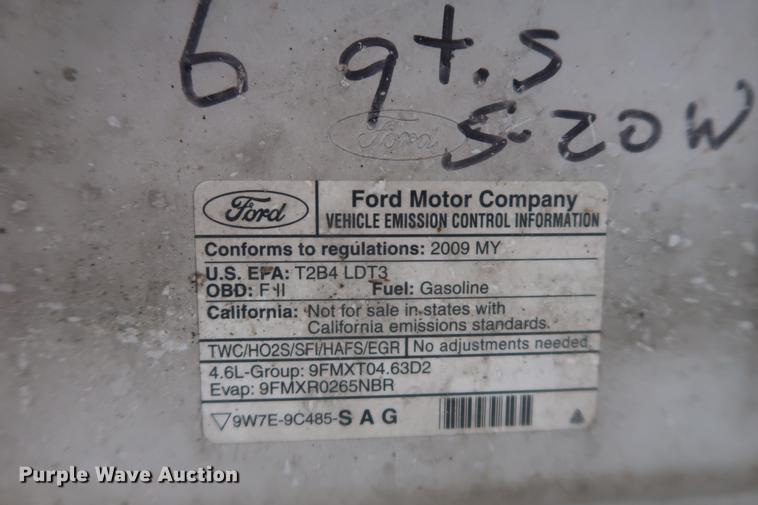 6 qt.s
5-20W
Ford
Ford
Ford Motor Company
VEHICLE EMISSION CONTROL INFORMATION
Conforms to regulations: 2009 MY
U.S. EPA: T2B4 LDT3
OBD: F II Fuel: Gasoline
California: Not for sale in states with
California emissions standards.
TWC/HO2S/SFI/HAFS/EGR No adjustments needed.
4.6L-Group: 9FMXT04.63D2
Evap: 9FMXR0265NBR
9W7E-9C485-SAG
Purple Wave Auction